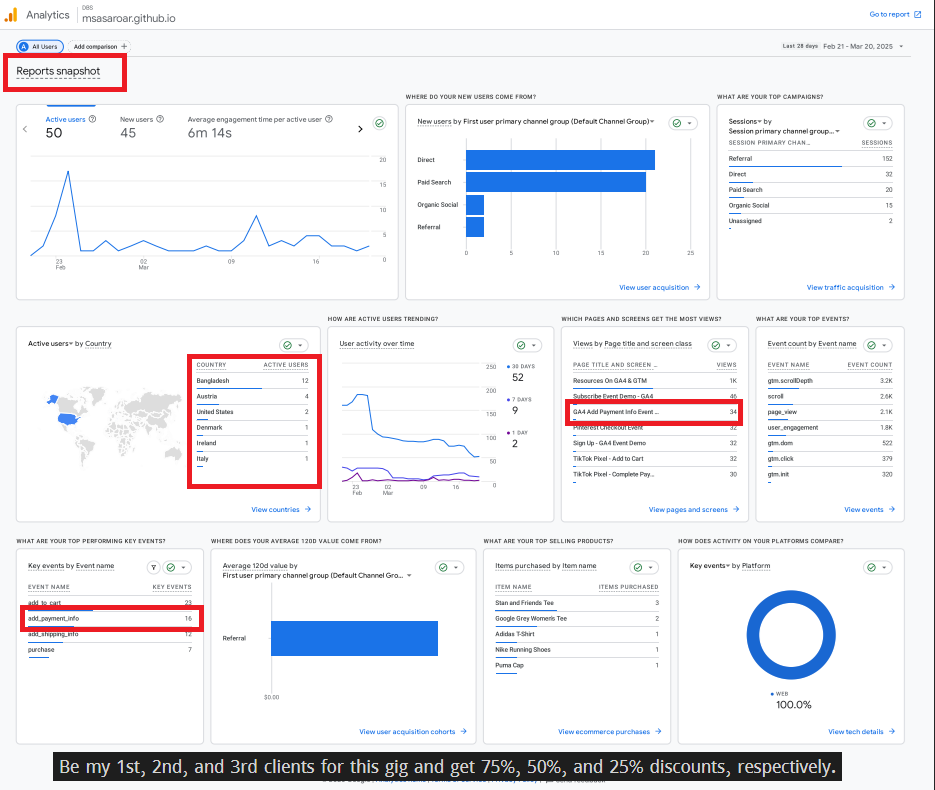 Analytics
DBS
msasaroar.github.io
Go to report
A All Users
Add comparison +
Last 28 days Feb 21 - Mar 20, 2025
Reports snapshot
Active users
50
New users
45
Average engagement time per active user
6m 14s
20
15
10
5
0
23
Feb
02
Mar
09
16
WHERE DO YOUR NEW USERS COME FROM?
New users by First user primary channel group (Default Channel Group)
Direct
Paid Search
Organic Social
Referral
0 5 10 15 20 25
View user acquisition
WHAT ARE YOUR TOP CAMPAIGNS?
Sessions by
Session primary channel group...
SESSION PRIMARY CHAN... SESSIONS
Referral 152
Direct 32
Paid Search 20
Organic Social 15
Unassigned 2
View traffic acquisition
Active users by Country
COUNTRY ACTIVE USERS
Bangladesh 12
Austria 4
United States 2
Denmark 1
Ireland 1
Italy 1
View countries
HOW ARE ACTIVE USERS TRENDING?
User activity over time
250
200
150
100
50
0
23
Feb
02
Mar
09
16
30 DAYS
52
7 DAYS
9
1 DAY
2
WHICH PAGES AND SCREENS GET THE MOST VIEWS?
Views by Page title and screen class
PAGE TITLE AND SCREEN ... VIEWS
Resources On GA4 & GTM 1K
Subscribe Event Demo - GA4 46
GA4 Add Payment Info Event ... 34
Pinterest Checkout Event 32
Sign Up - GA4 Event Demo 32
TikTok Pixel - Add to Cart 32
TikTok Pixel - Complete Pay... 30
View pages and screens
WHAT ARE YOUR TOP EVENTS?
Event count by Event name
EVENT NAME EVENT COUNT
gtm.scrollDepth 3.2K
scroll 2.6K
page_view 2.1K
user_engagement 1.8K
gtm.dom 522
gtm.click 379
gtm.init 320
View events
WHAT ARE YOUR TOP PERFORMING KEY EVENTS?
Key events by Event name
EVENT NAME KEY EVENTS
add_to_cart 23
add_payment_info 16
add_shipping_info 12
purchase 7
WHERE DOES YOUR AVERAGE 120D VALUE COME FROM?
Average 120d value by
First user primary channel group (Default Channel Gro...
Referral
$0.00
View user acquisition cohorts
WHAT ARE YOUR TOP SELLING PRODUCTS?
Items purchased by Item name
ITEM NAME ITEMS PURCHASED
Stan and Friends Tee 3
Google Grey Women's Tee 2
Adidas T-Shirt 1
Nike Running Shoes 1
Puma Cap 1
View ecommerce purchases
HOW DOES ACTIVITY ON YOUR PLATFORMS COMPARE?
Key events by Platform
WEB
100.0%
View tech details
Be my 1st, 2nd, and 3rd clients for this gig and get 75%, 50%, and 25% discounts, respectively.